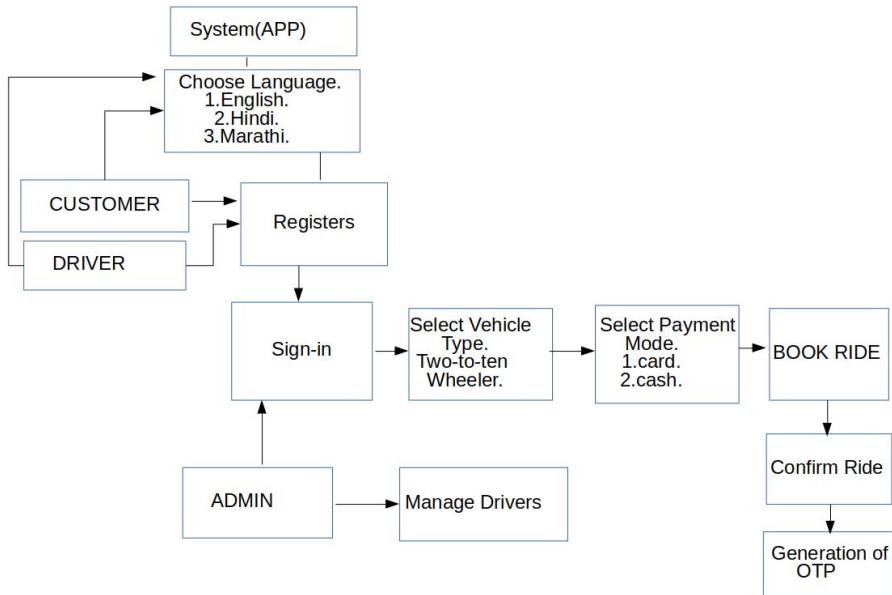 System(APP)
Choose Language.
1.English.
2.Hindi.
3.Marathi.
CUSTOMER
Registers
DRIVER
Sign-in
Select Vehicle
Type.
Two-to-ten
Wheeler.
Select Payment
Mode.
1.card.
2.cash.
BOOK RIDE
Confirm Ride
ADMIN
Manage Drivers
Generation of
OTP